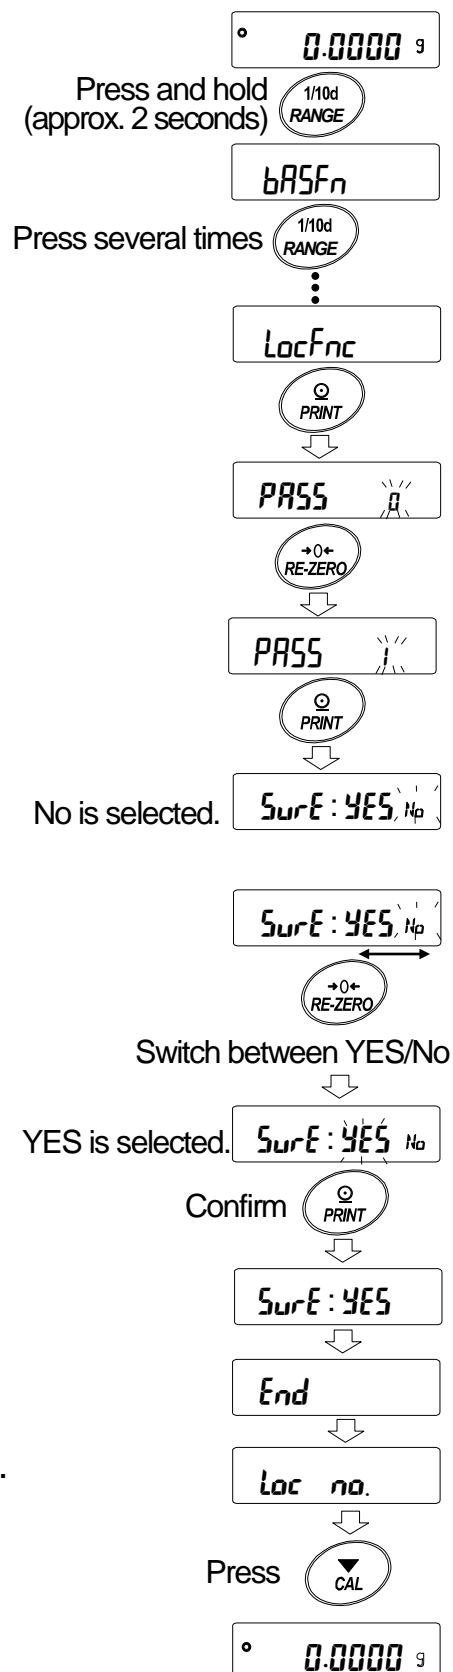 0.0000 g
Press and hold
(approx. 2 seconds)
1/10d
RANGE
bASFn
Press several times
1/10d
RANGE
LocFnc
PRINT
PASS 0
→0←
RE-ZERO
PASS 1
PRINT
No is selected.
SurE:YES No
SurE:YES No
→0←
RE-ZERO
Switch between YES/No
YES is selected.
SurE:YES No
Confirm
PRINT
SurE:YES
End
.
Loc no.
Press
CAL
0.0000 g